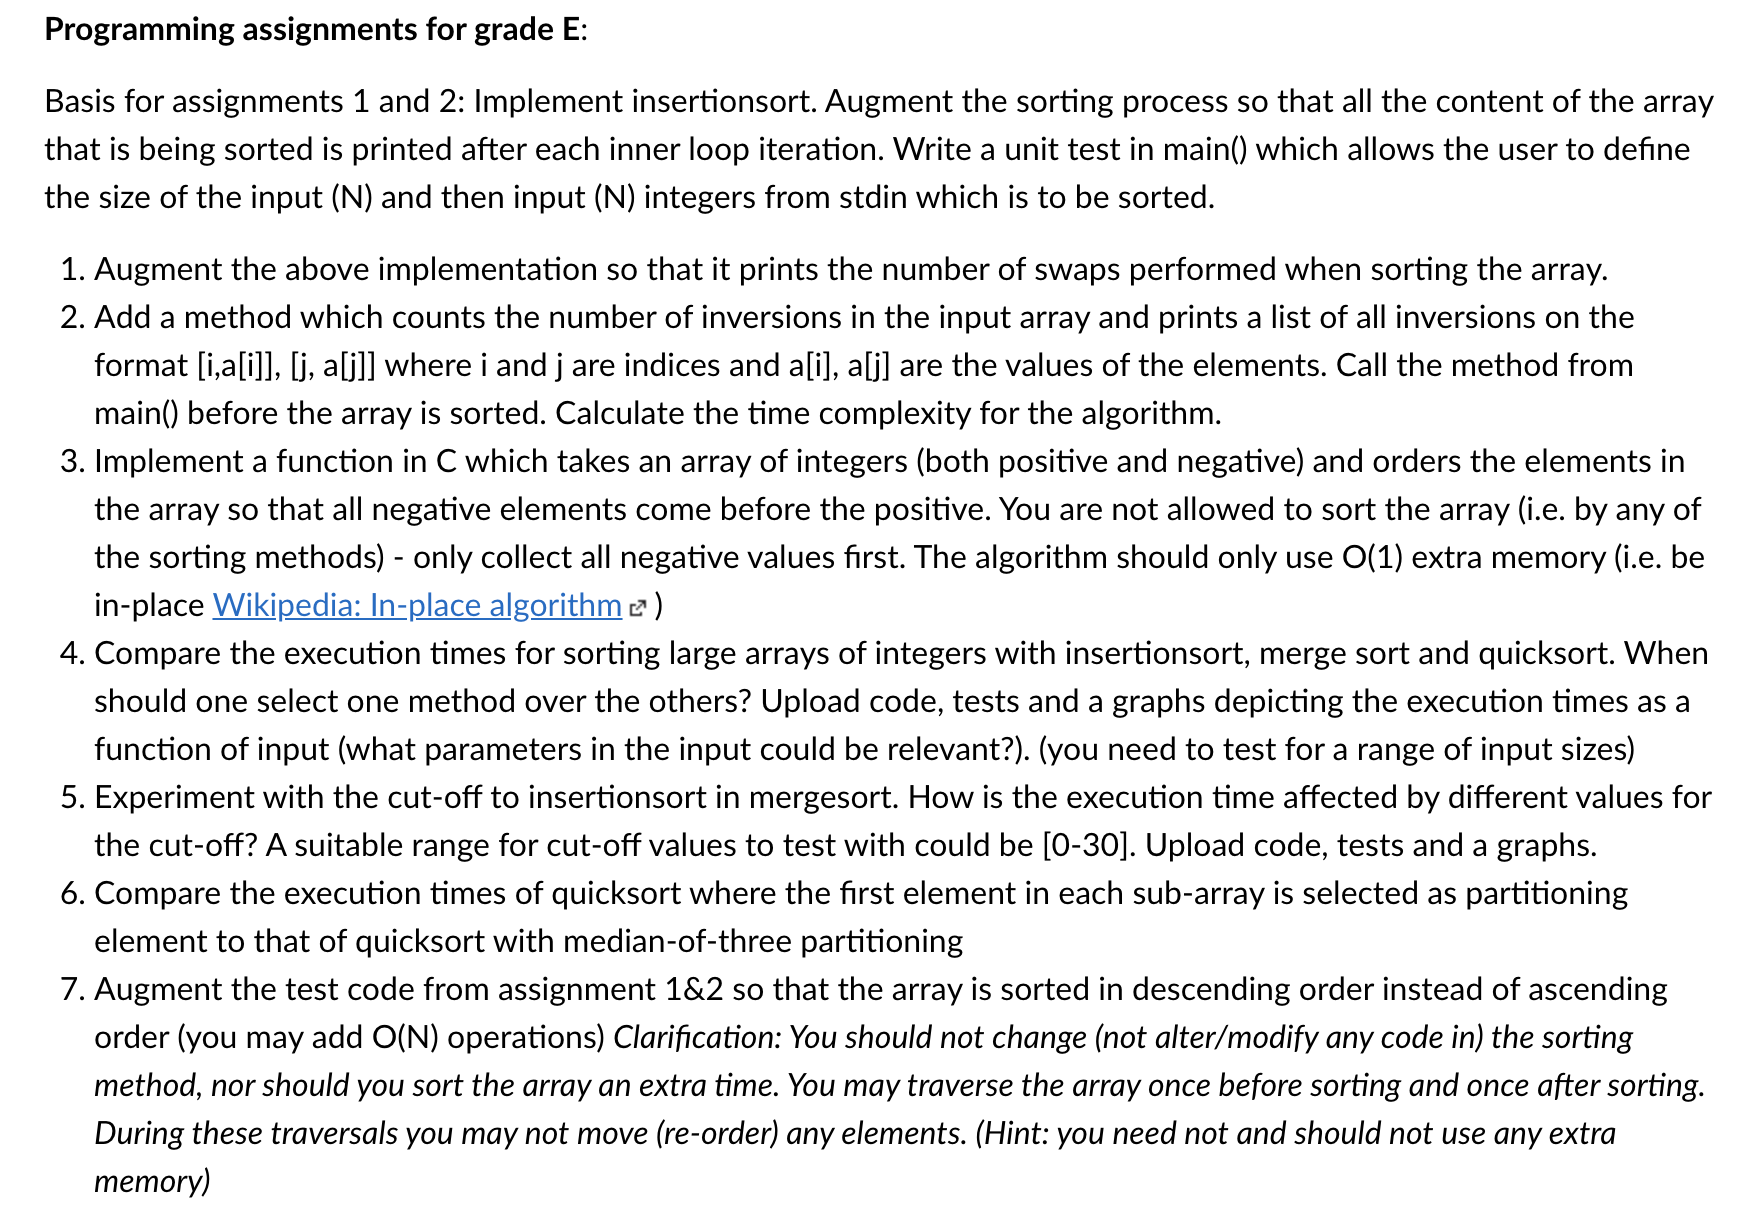 Programming assignments for grade E:
Basis for assignments 1 and 2: Implement insertionsort. Augment the sorting process so that all the content of the array
that is being sorted is printed after each inner loop iteration. Write a unit test in main() which allows the user to define
the size of the input (N) and then input (N) integers from stdin which is to be sorted.
1. Augment the above implementation so that it prints the number of swaps performed when sorting the array.
2. Add a method which counts the number of inversions in the input array and prints a list of all inversions on the
format [i,a[i]], [j, a[j]] where i and j are indices and a[i], a[j] are the values of the elements. Call the method from
main() before the array is sorted. Calculate the time complexity for the algorithm.
3. Implement a function in C which takes an array of integers (both positive and negative) and orders the elements in
the array so that all negative elements come before the positive. You are not allowed to sort the array (i.e. by any of
the sorting methods) - only collect all negative values first. The algorithm should only use O(1) extra memory (i.e. be
in-place Wikipedia: In-place algorithm )
4. Compare the execution times for sorting large arrays of integers with insertionsort, merge sort and quicksort. When
should one select one method over the others? Upload code, tests and a graphs depicting the execution times as a
function of input (what parameters in the input could be relevant?). (you need to test for a range of input sizes)
5. Experiment with the cut-off to insertionsort in mergesort. How is the execution time affected by different values for
the cut-off? A suitable range for cut-off values to test with could be [0-30]. Upload code, tests and a graphs.
6. Compare the execution times of quicksort where the first element in each sub-array is selected as partitioning
element to that of quicksort with median-of-three partitioning
7. Augment the test code from assignment 1&2 so that the array is sorted in descending order instead of ascending
order (you may add O(N) operations) Clarification: You should not change (not alter/modify any code in) the sorting
method, nor should you sort the array an extra time. You may traverse the array once before sorting and once after sorting.
During these traversals you may not move (re-order) any elements. (Hint: you need not and should not use any extra
memory)